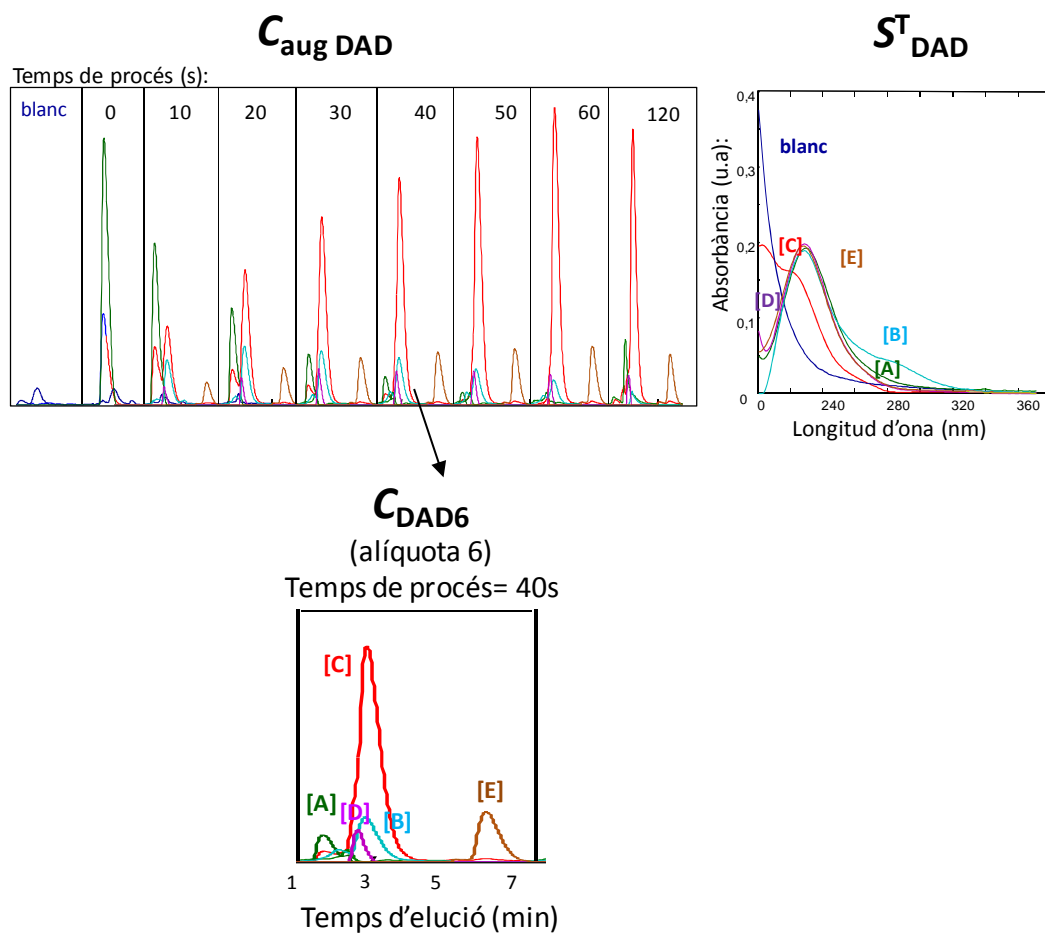 C aug DAD
Temps de procés (s):
blanc 0 10 20 30 40 50 60 120
S^T DAD
0,4
0,3
0,2
0,1
0
Absorbància (u.a):
blanc
[C]
[E]
[D]
[B]
[A]
0 240 280 320 360
Longitud d'ona (nm)
C DAD6
(alíquota 6)
Temps de procés= 40s
[C]
[A]
[D]
[B]
[E]
1 3 5 7
Temps d'elució (min)